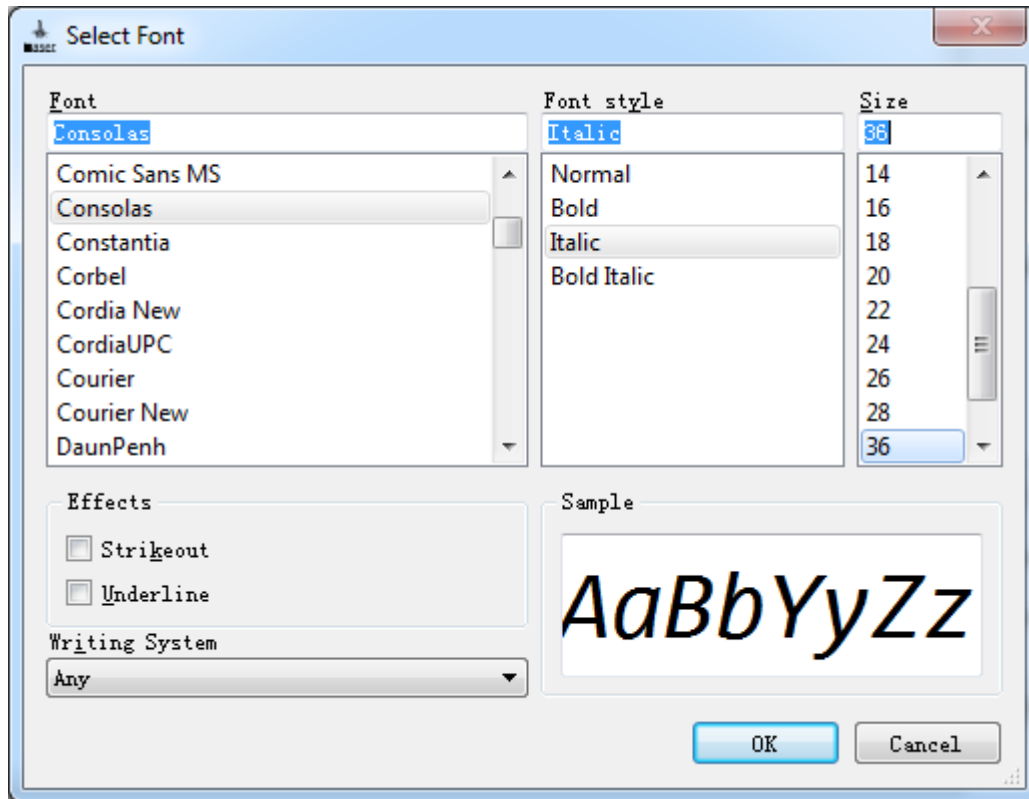 Select Font
Font
Font style
Size
Consolas
Italic
36
Comic Sans MS
Consolas
Constantia
Corbel
Cordia New
CordiaUPC
Courier
Courier New
DaunPenh
Normal
Bold
Italic
Bold Italic
14
16
18
20
22
24
26
28
36
Effects
Strikeout
Underline
Writing System
Any
Sample
AaBbYyZz
OK
Cancel